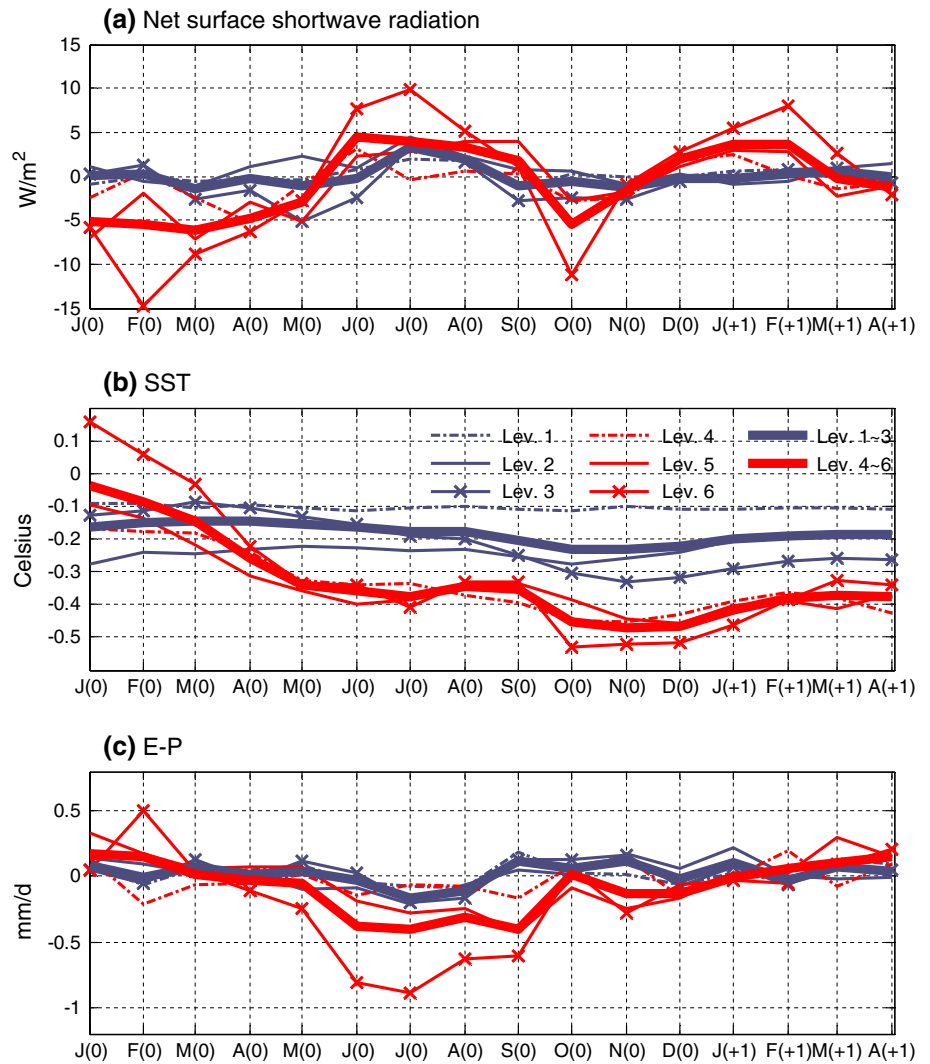 (a) Net surface shortwave radiation
W/m²
15
10
5
0
-5
-10
-15
J(0) F(0) M(0) A(0) M(0) J(0) J(0) A(0) S(0) O(0) N(0) D(0) J(+1) F(+1) M(+1) A(+1)
(b) SST
Celsius
0.1
0
-0.1
-0.2
-0.3
-0.4
-0.5
Lev. 1 Lev. 4 Lev. 1~3
Lev. 2 Lev. 5 Lev. 4~6
Lev. 3 Lev. 6
J(0) F(0) M(0) A(0) M(0) J(0) J(0) A(0) S(0) O(0) N(0) D(0) J(+1) F(+1) M(+1) A(+1)
(c) E-P
mm/d
0.5
0
-0.5
-1
J(0) F(0) M(0) A(0) M(0) J(0) J(0) A(0) S(0) O(0) N(0) D(0) J(+1) F(+1) M(+1) A(+1)